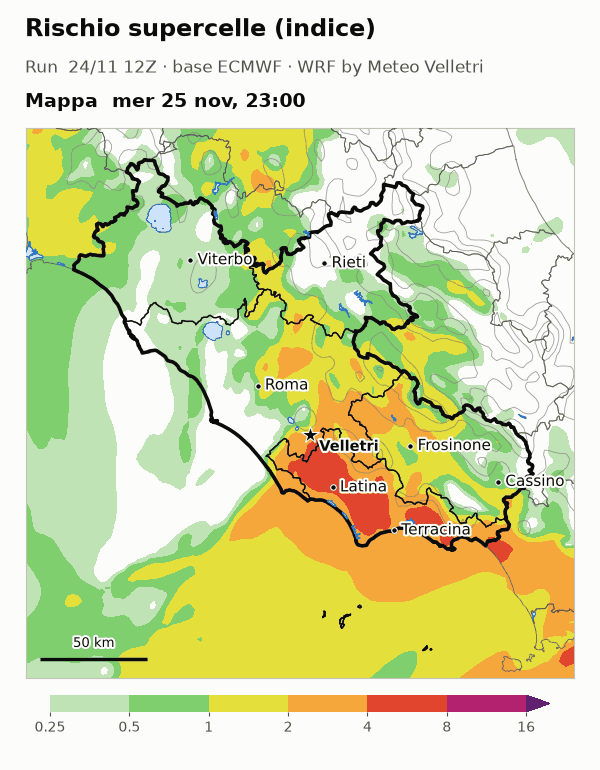 Rischio supercelle (indice)
Run  24/11 12Z · base ECMWF · WRF by Meteo Velletri
Mappa  mer 25 nov, 23:00
Viterbo
Rieti
Roma
Velletri
Frosinone
Cassino
Latina
Terracina
50 km
0.25 0.5 1 2 4 8 16